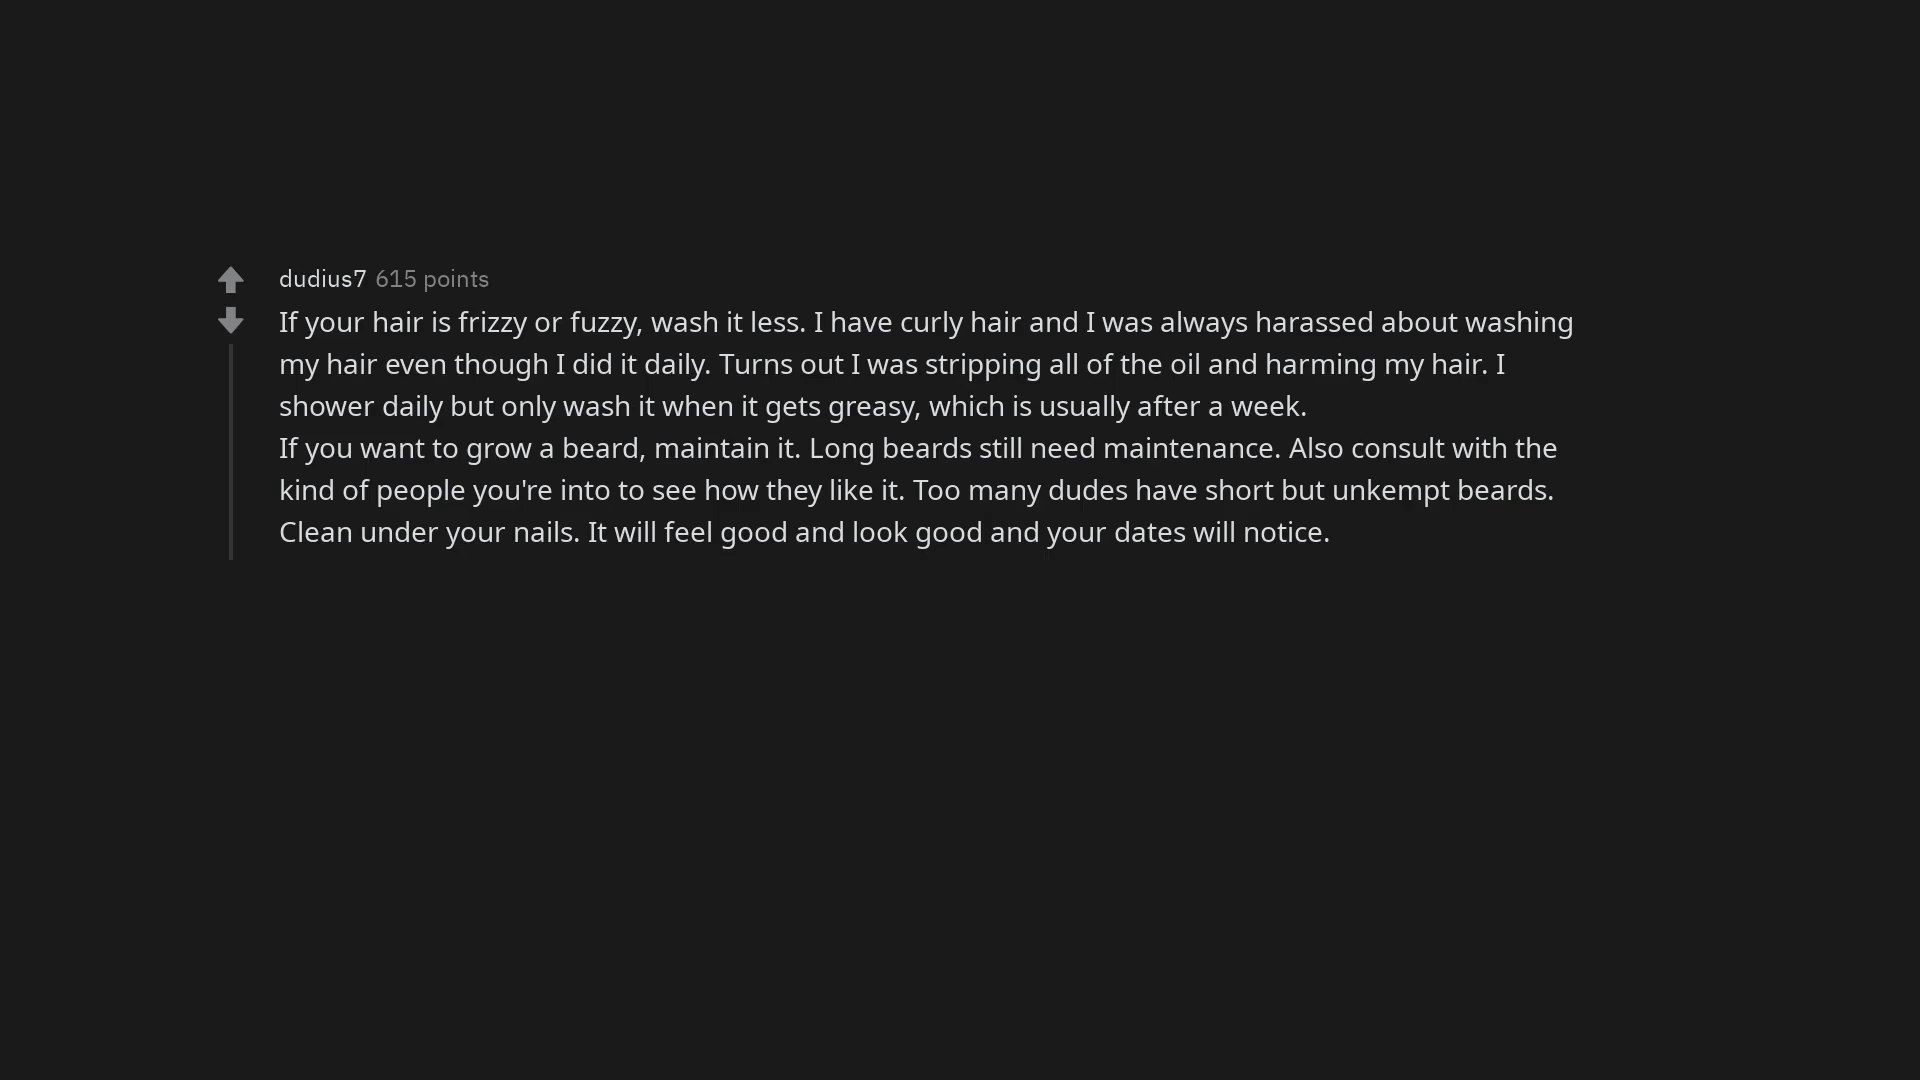 dudius7 615 points
If your hair is frizzy or fuzzy, wash it less. I have curly hair and I was always harassed about washing
my hair even though I did it daily. Turns out I was stripping all of the oil and harming my hair. I
shower daily but only wash it when it gets greasy, which is usually after a week.
If you want to grow a beard, maintain it. Long beards still need maintenance. Also consult with the
kind of people you're into to see how they like it. Too many dudes have short but unkempt beards.
Clean under your nails. It will feel good and look good and your dates will notice.